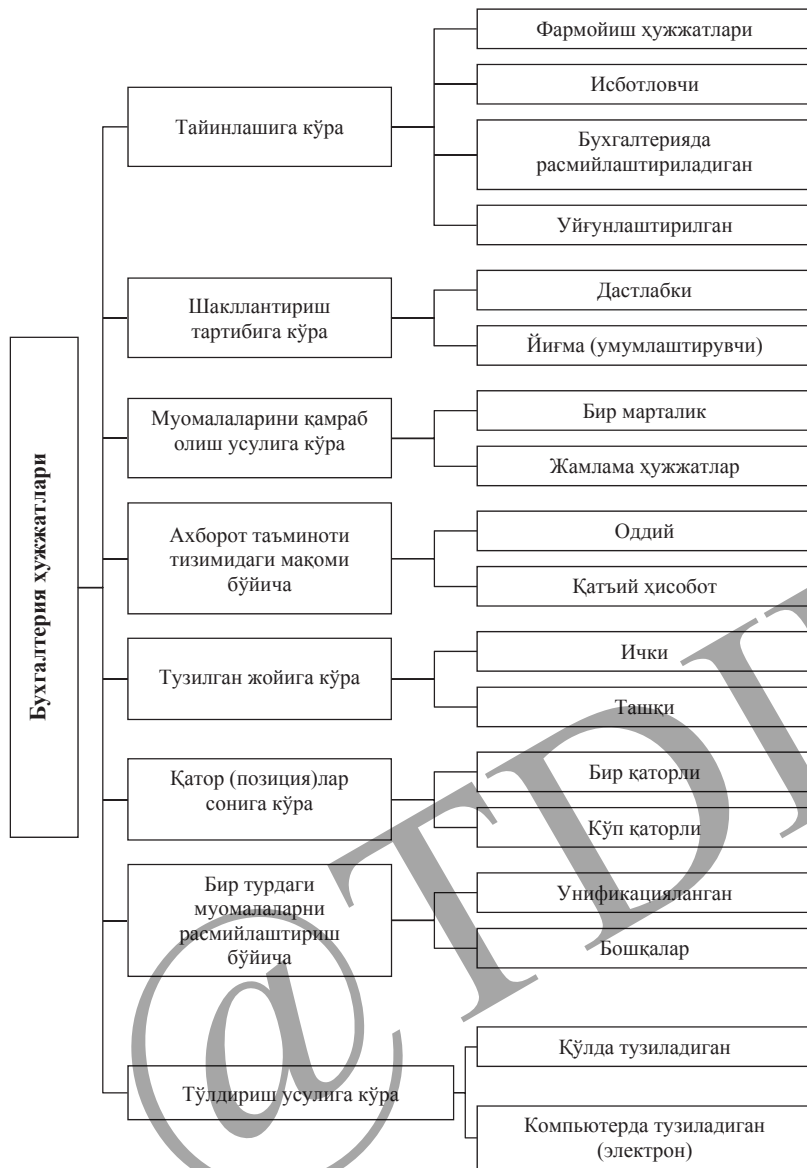 Бухгалтерия ҳужжатлари
Тайинлашига кўра
Фармойиш ҳужжатлари
Исботловчи
Бухгалтерияда
расмийлаштириладиган
Уйғунлаштирилган
Шакллантириш
тартибига кўра
Дастлабки
Йиғма (умумлаштирувчи)
Муомалаларини қамраб
олиш усулига кўра
Бир марталик
Жамлама ҳужжатлар
Ахборот таъминоти
тизимидаги мақоми
бўйича
Оддий
Қатъий ҳисобот
Тузилган жойига кўра
Ички
Ташқи
Қатор (позиция)лар
сонига кўра
Бир қаторли
Кўп қаторли
Бир турдаги
муомалаларни
расмийлаштириш
бўйича
Унификацияланган
Бошқалар
Тўлдириш усулига кўра
Қўлда тузиладиган
Компьютерда тузиладиган
(электрон)